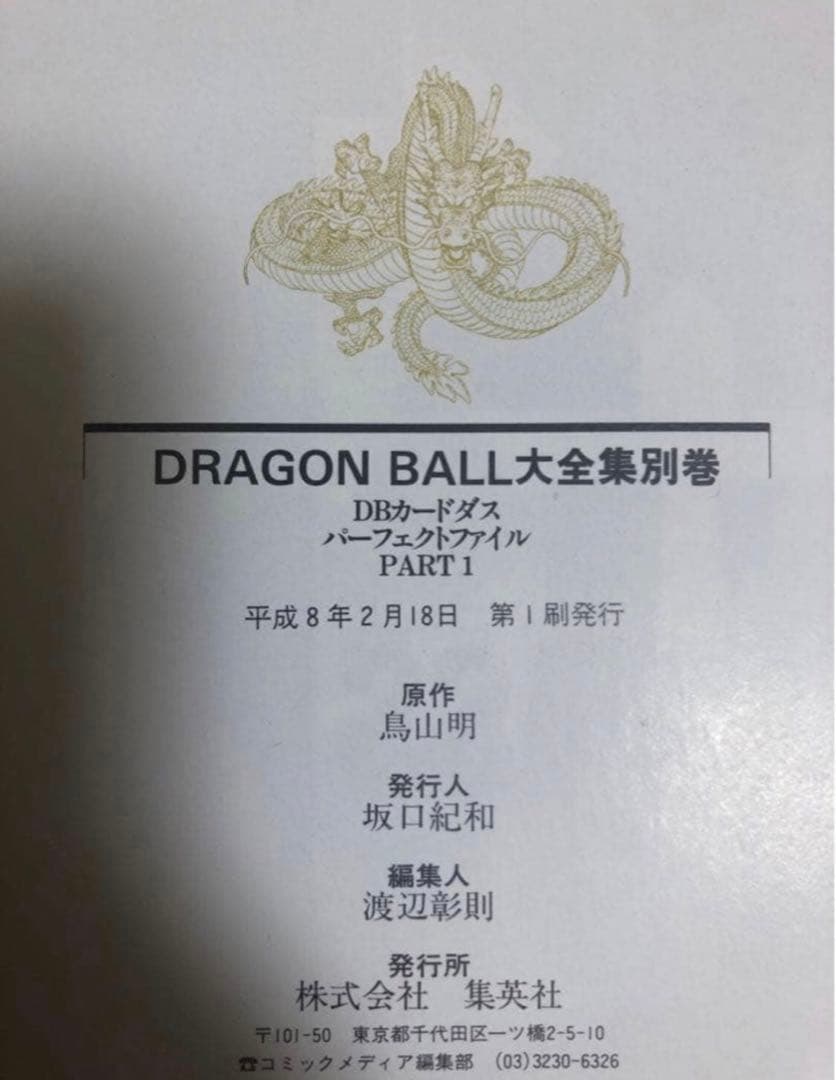 DRAGON BALL大全集別巻
DBカードダス
パーフェクトファイル
PART 1
平成8年2月18日 第1刷発行
原作
鳥山明
発行人
坂口紀和
編集人
渡辺彰則
発行所
株式会社 集英社
〒101-50 東京都千代田区一ツ橋2-5-10
☎コミックメディア編集部 (03)3230-6326